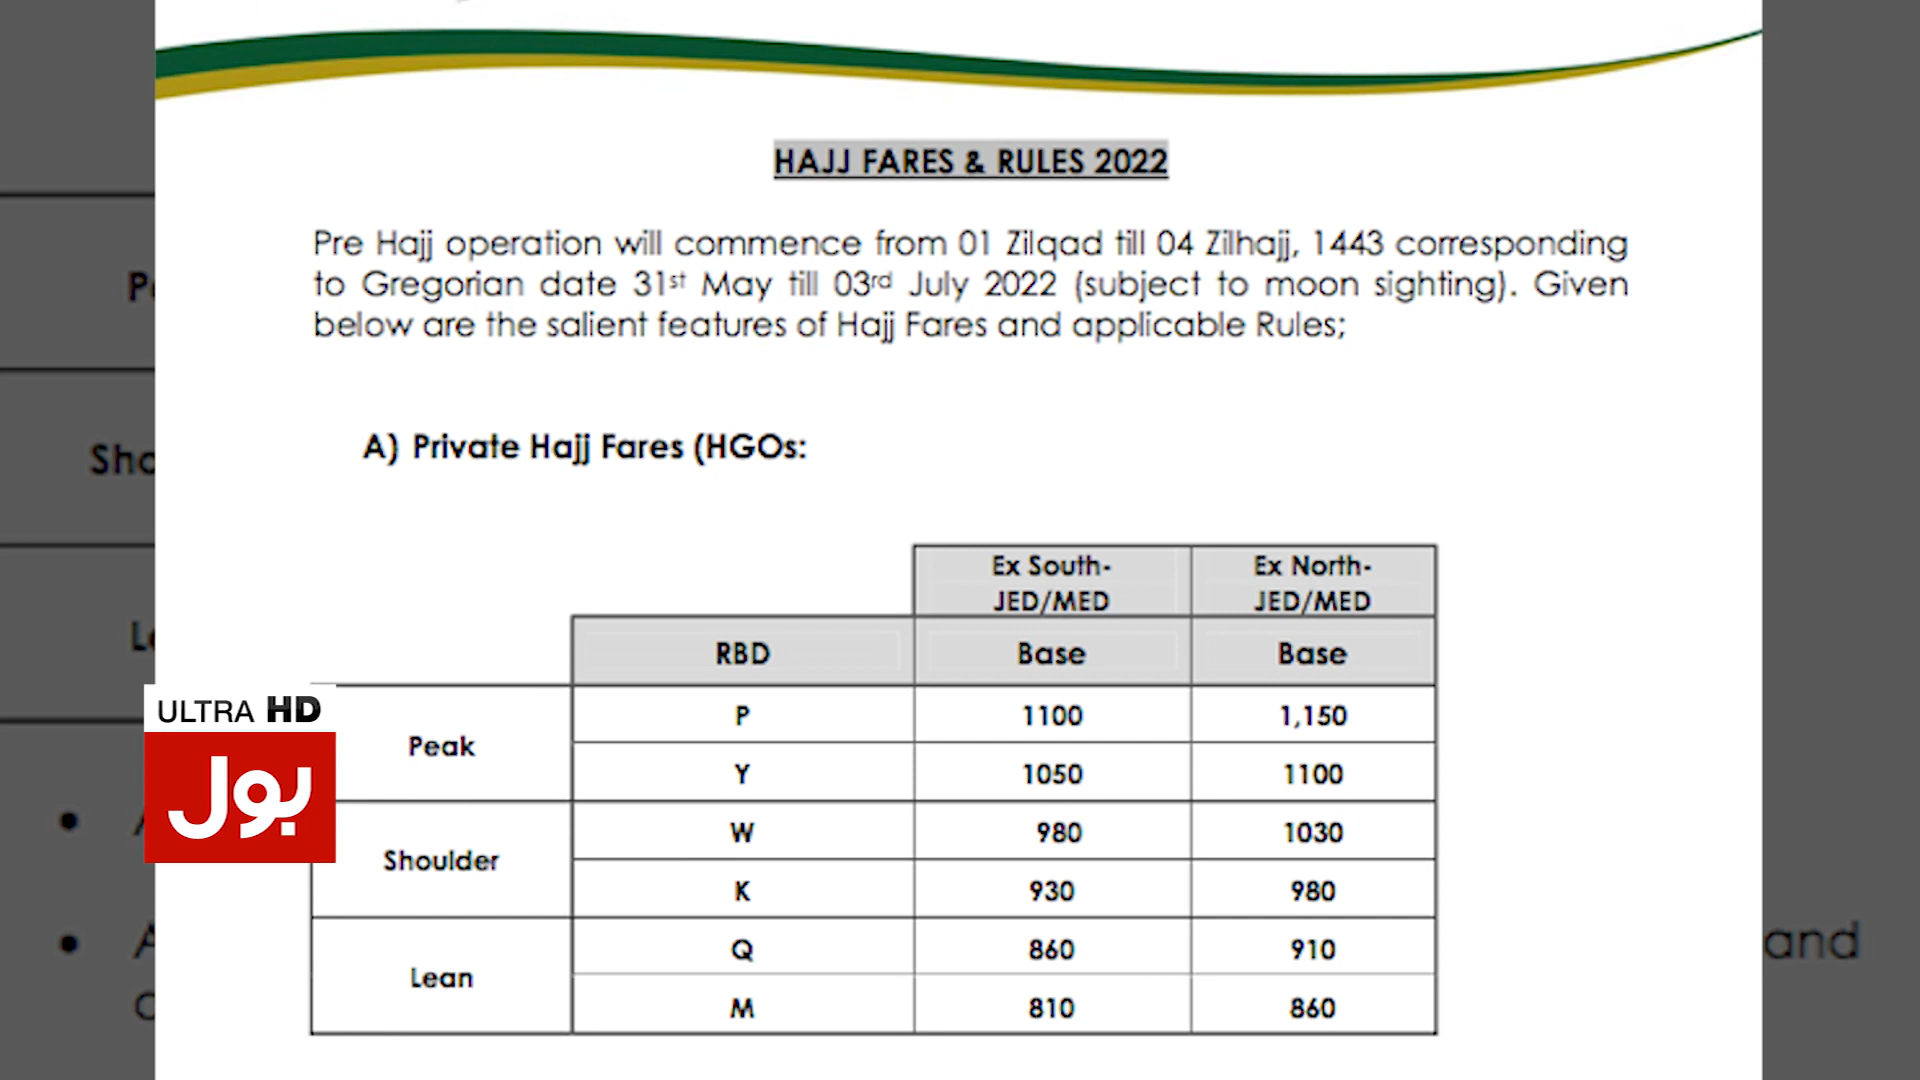 HAJJ FARES & RULES 2022
Pre Hajj operation will commence from 01 Zilqad till 04 Zilhajj, 1443 corresponding
to Gregorian date 31st May till 03rd July 2022 (subject to moon sighting). Given
below are the salient features of Hajj Fares and applicable Rules;
A) Private Hajj Fares (HGOs:
Ex South- Ex North-
JED/MED JED/MED
RBD Base Base
Peak P 1100 1,150
Y 1050 1100
Shoulder W 980 1030
K 930 980
Lean Q 860 910
M 810 860
ULTRA HD
بول
and